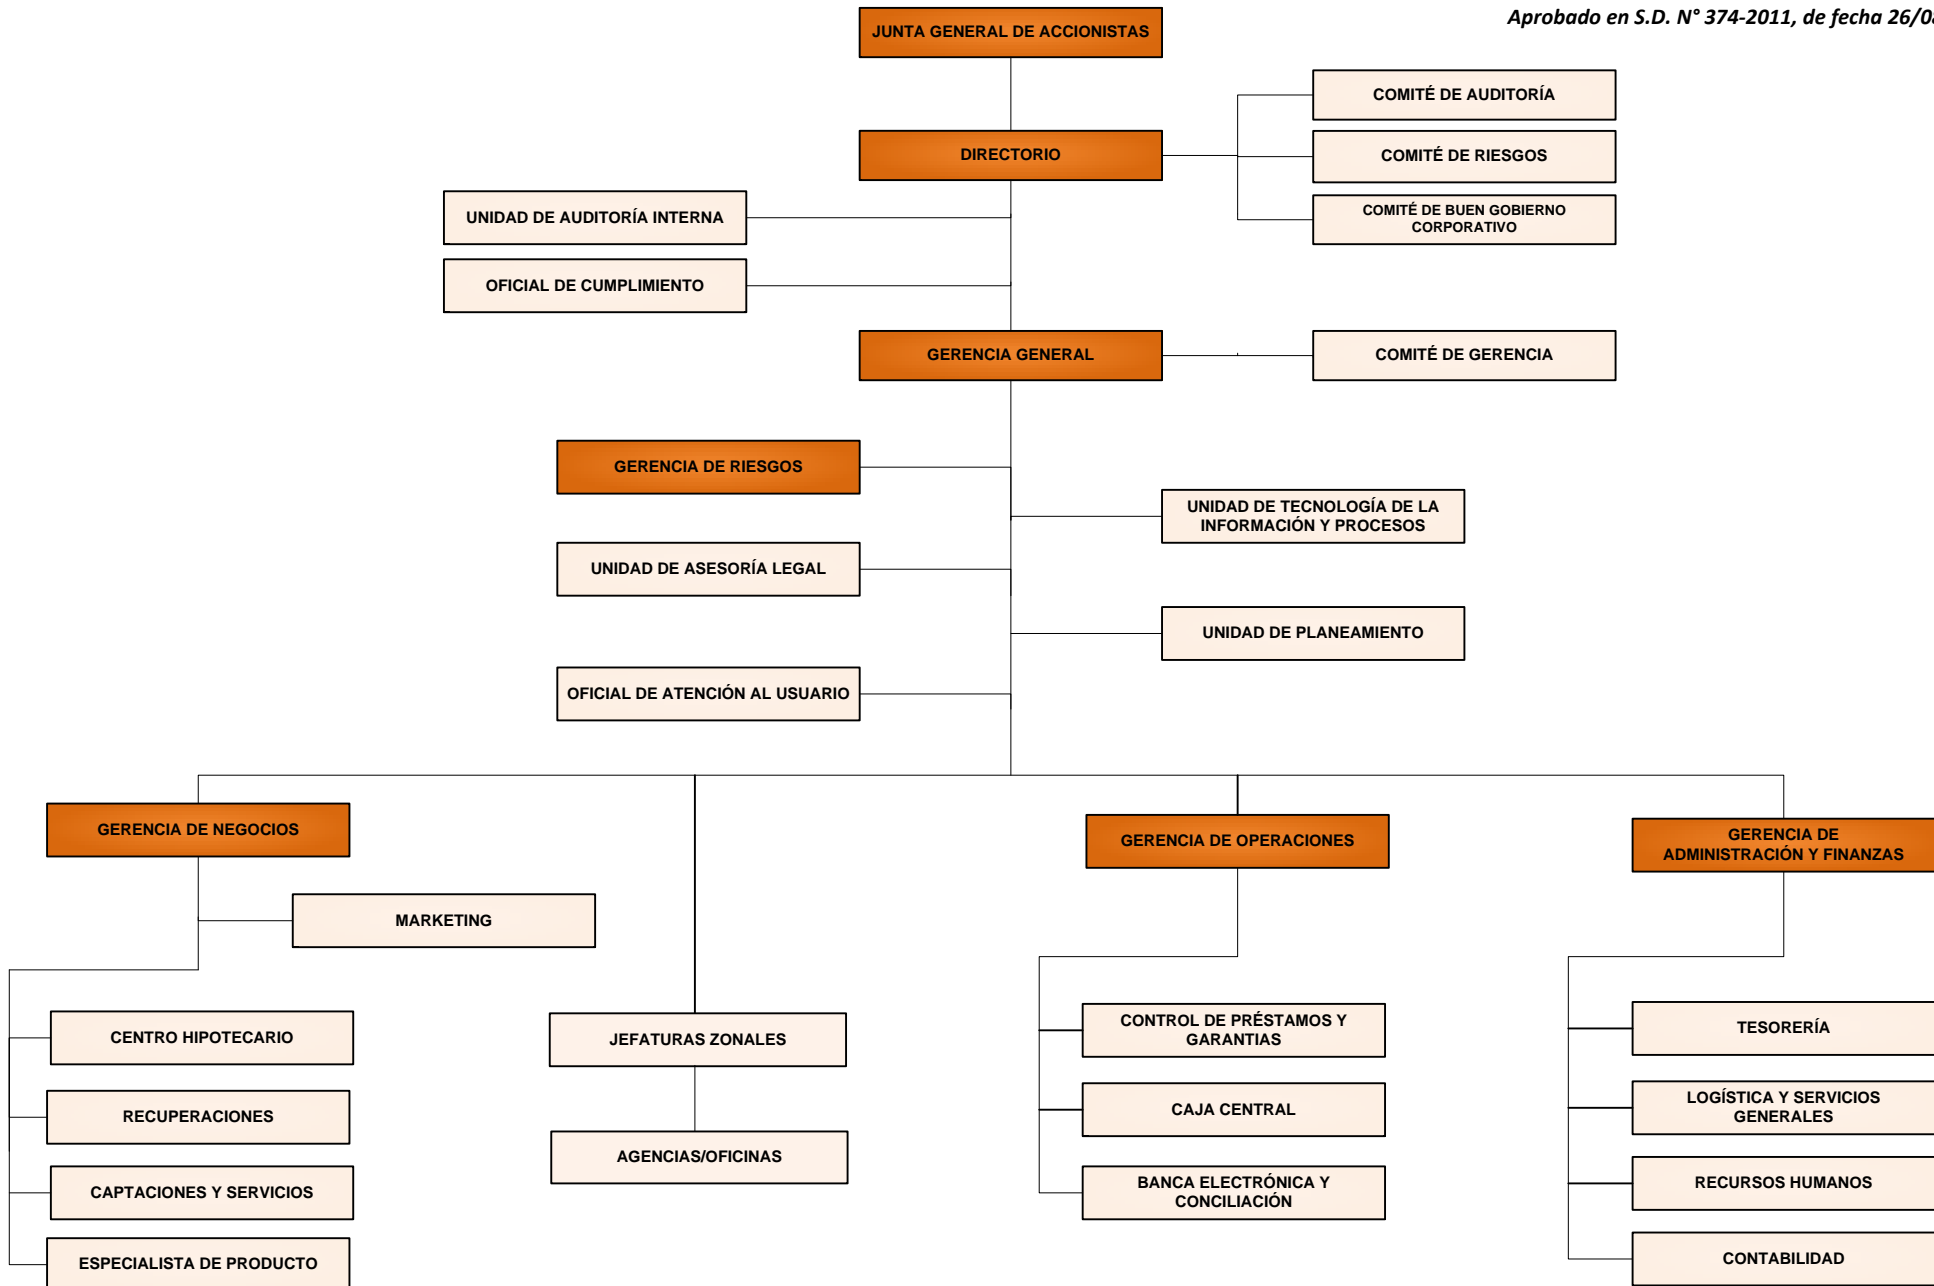 Aprobado en S.D. N° 374-2011, de fecha 26/08
JUNTA GENERAL DE ACCIONISTAS
COMITÉ DE AUDITORÍA
DIRECTORIO
COMITÉ DE RIESGOS
UNIDAD DE AUDITORÍA INTERNA
COMITÉ DE BUEN GOBIERNO
CORPORATIVO
OFICIAL DE CUMPLIMIENTO
GERENCIA GENERAL
COMITÉ DE GERENCIA
GERENCIA DE RIESGOS
UNIDAD DE TECNOLOGÍA DE LA
INFORMACIÓN Y PROCESOS
UNIDAD DE ASESORÍA LEGAL
UNIDAD DE PLANEAMIENTO
OFICIAL DE ATENCIÓN AL USUARIO
GERENCIA DE NEGOCIOS
GERENCIA DE OPERACIONES
GERENCIA DE
ADMINISTRACIÓN Y FINANZAS
MARKETING
CENTRO HIPOTECARIO
JEFATURAS ZONALES
CONTROL DE PRÉSTAMOS Y
GARANTIAS
TESORERÍA
RECUPERACIONES
CAJA CENTRAL
LOGÍSTICA Y SERVICIOS
GENERALES
AGENCIAS/OFICINAS
CAPTACIONES Y SERVICIOS
BANCA ELECTRÓNICA Y
CONCILIACIÓN
RECURSOS HUMANOS
ESPECIALISTA DE PRODUCTO
CONTABILIDAD